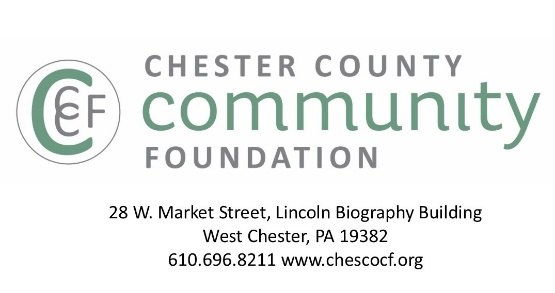 CCCF
CHESTER COUNTY
community
FOUNDATION
28 W. Market Street, Lincoln Biography Building
West Chester, PA 19382
610.696.8211 www.chescocf.org